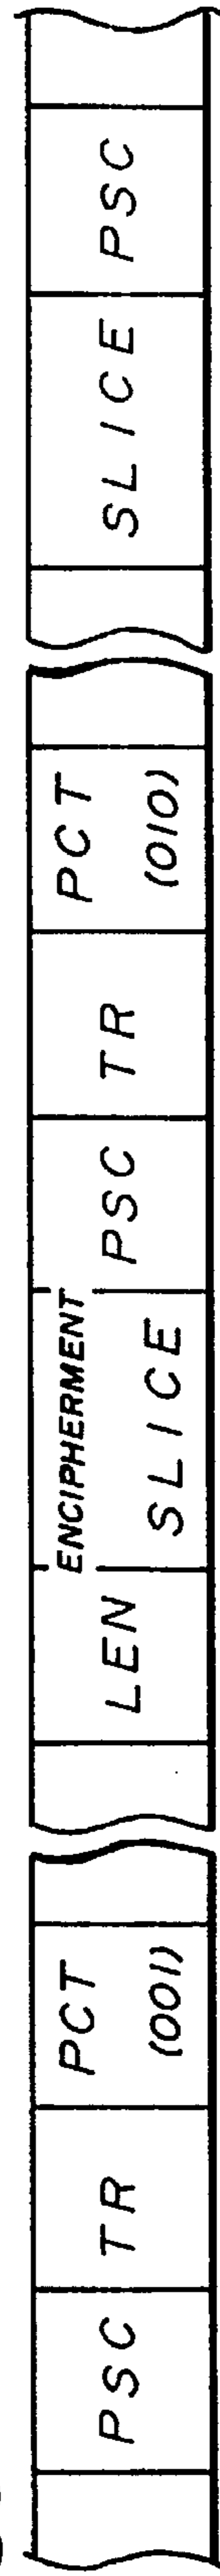 PSC
TR
PCT
(001)
LEN
ENCIPHERMENT
SLICE
PSC
TR
PCT
(010)
SLICE
PSC